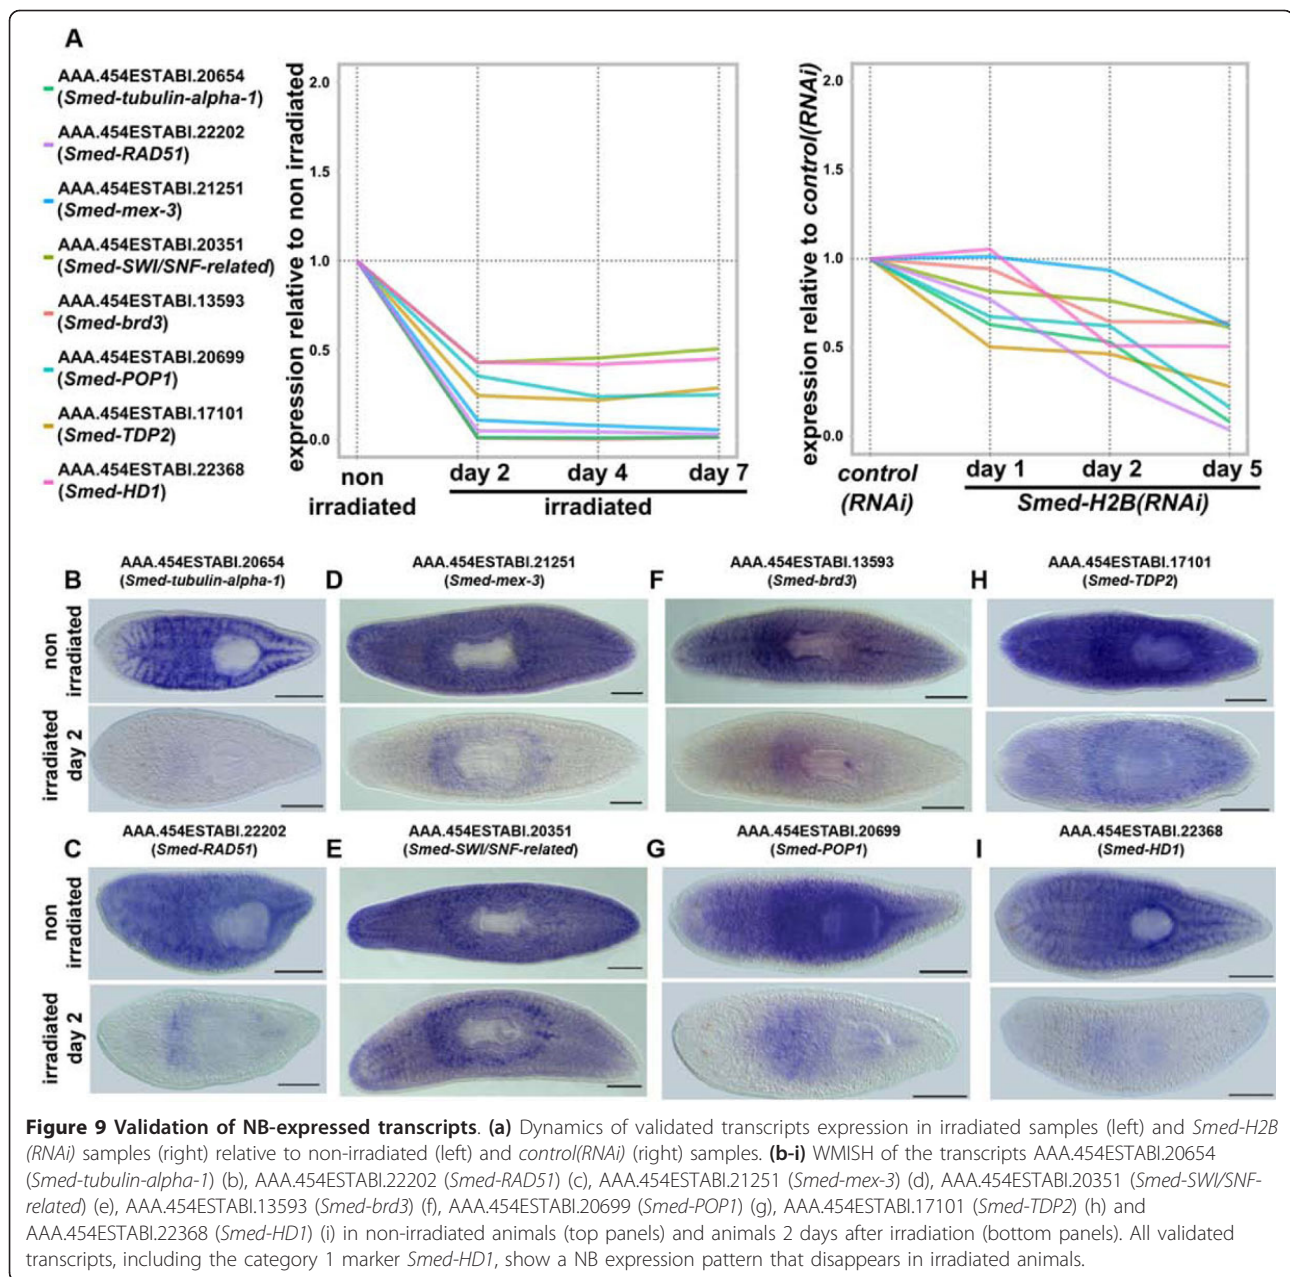 A
AAA.454ESTABI.20654
(Smed-tubulin-alpha-1)
AAA.454ESTABI.22202
(Smed-RAD51)
AAA.454ESTABI.21251
(Smed-mex-3)
AAA.454ESTABI.20351
(Smed-SWI/SNF-related)
AAA.454ESTABI.13593
(Smed-brd3)
AAA.454ESTABI.20699
(Smed-POP1)
AAA.454ESTABI.17101
(Smed-TDP2)
AAA.454ESTABI.22368
(Smed-HD1)
expression relative to non irradiated
2.0
1.5
1.0
0.5
0.0
non
irradiated
day 2 day 4 day 7
irradiated
expression relative to control(RNAi)
2.0
1.5
1.0
0.5
0.0
control
(RNAi)
day 1 day 2 day 5
Smed-H2B(RNAi)
B
AAA.454ESTABI.20654
(Smed-tubulin-alpha-1)
D
AAA.454ESTABI.21251
(Smed-mex-3)
F
AAA.454ESTABI.13593
(Smed-brd3)
H
AAA.454ESTABI.17101
(Smed-TDP2)
non
irradiated
irradiated
day 2
C
AAA.454ESTABI.22202
(Smed-RAD51)
E
AAA.454ESTABI.20351
(Smed-SWI/SNF-related)
G
AAA.454ESTABI.20699
(Smed-POP1)
I
AAA.454ESTABI.22368
(Smed-HD1)
non
irradiated
irradiated
day 2
Figure 9 Validation of NB-expressed transcripts. (a) Dynamics of validated transcripts expression in irradiated samples (left) and Smed-H2B
(RNAi) samples (right) relative to non-irradiated (left) and control(RNAi) (right) samples. (b-i) WMISH of the transcripts AAA.454ESTABI.20654
(Smed-tubulin-alpha-1) (b), AAA.454ESTABI.22202 (Smed-RAD51) (c), AAA.454ESTABI.21251 (Smed-mex-3) (d), AAA.454ESTABI.20351 (Smed-SWI/SNF-
related) (e), AAA.454ESTABI.13593 (Smed-brd3) (f), AAA.454ESTABI.20699 (Smed-POP1) (g), AAA.454ESTABI.17101 (Smed-TDP2) (h) and
AAA.454ESTABI.22368 (Smed-HD1) (i) in non-irradiated animals (top panels) and animals 2 days after irradiation (bottom panels). All validated
transcripts, including the category 1 marker Smed-HD1, show a NB expression pattern that disappears in irradiated animals.